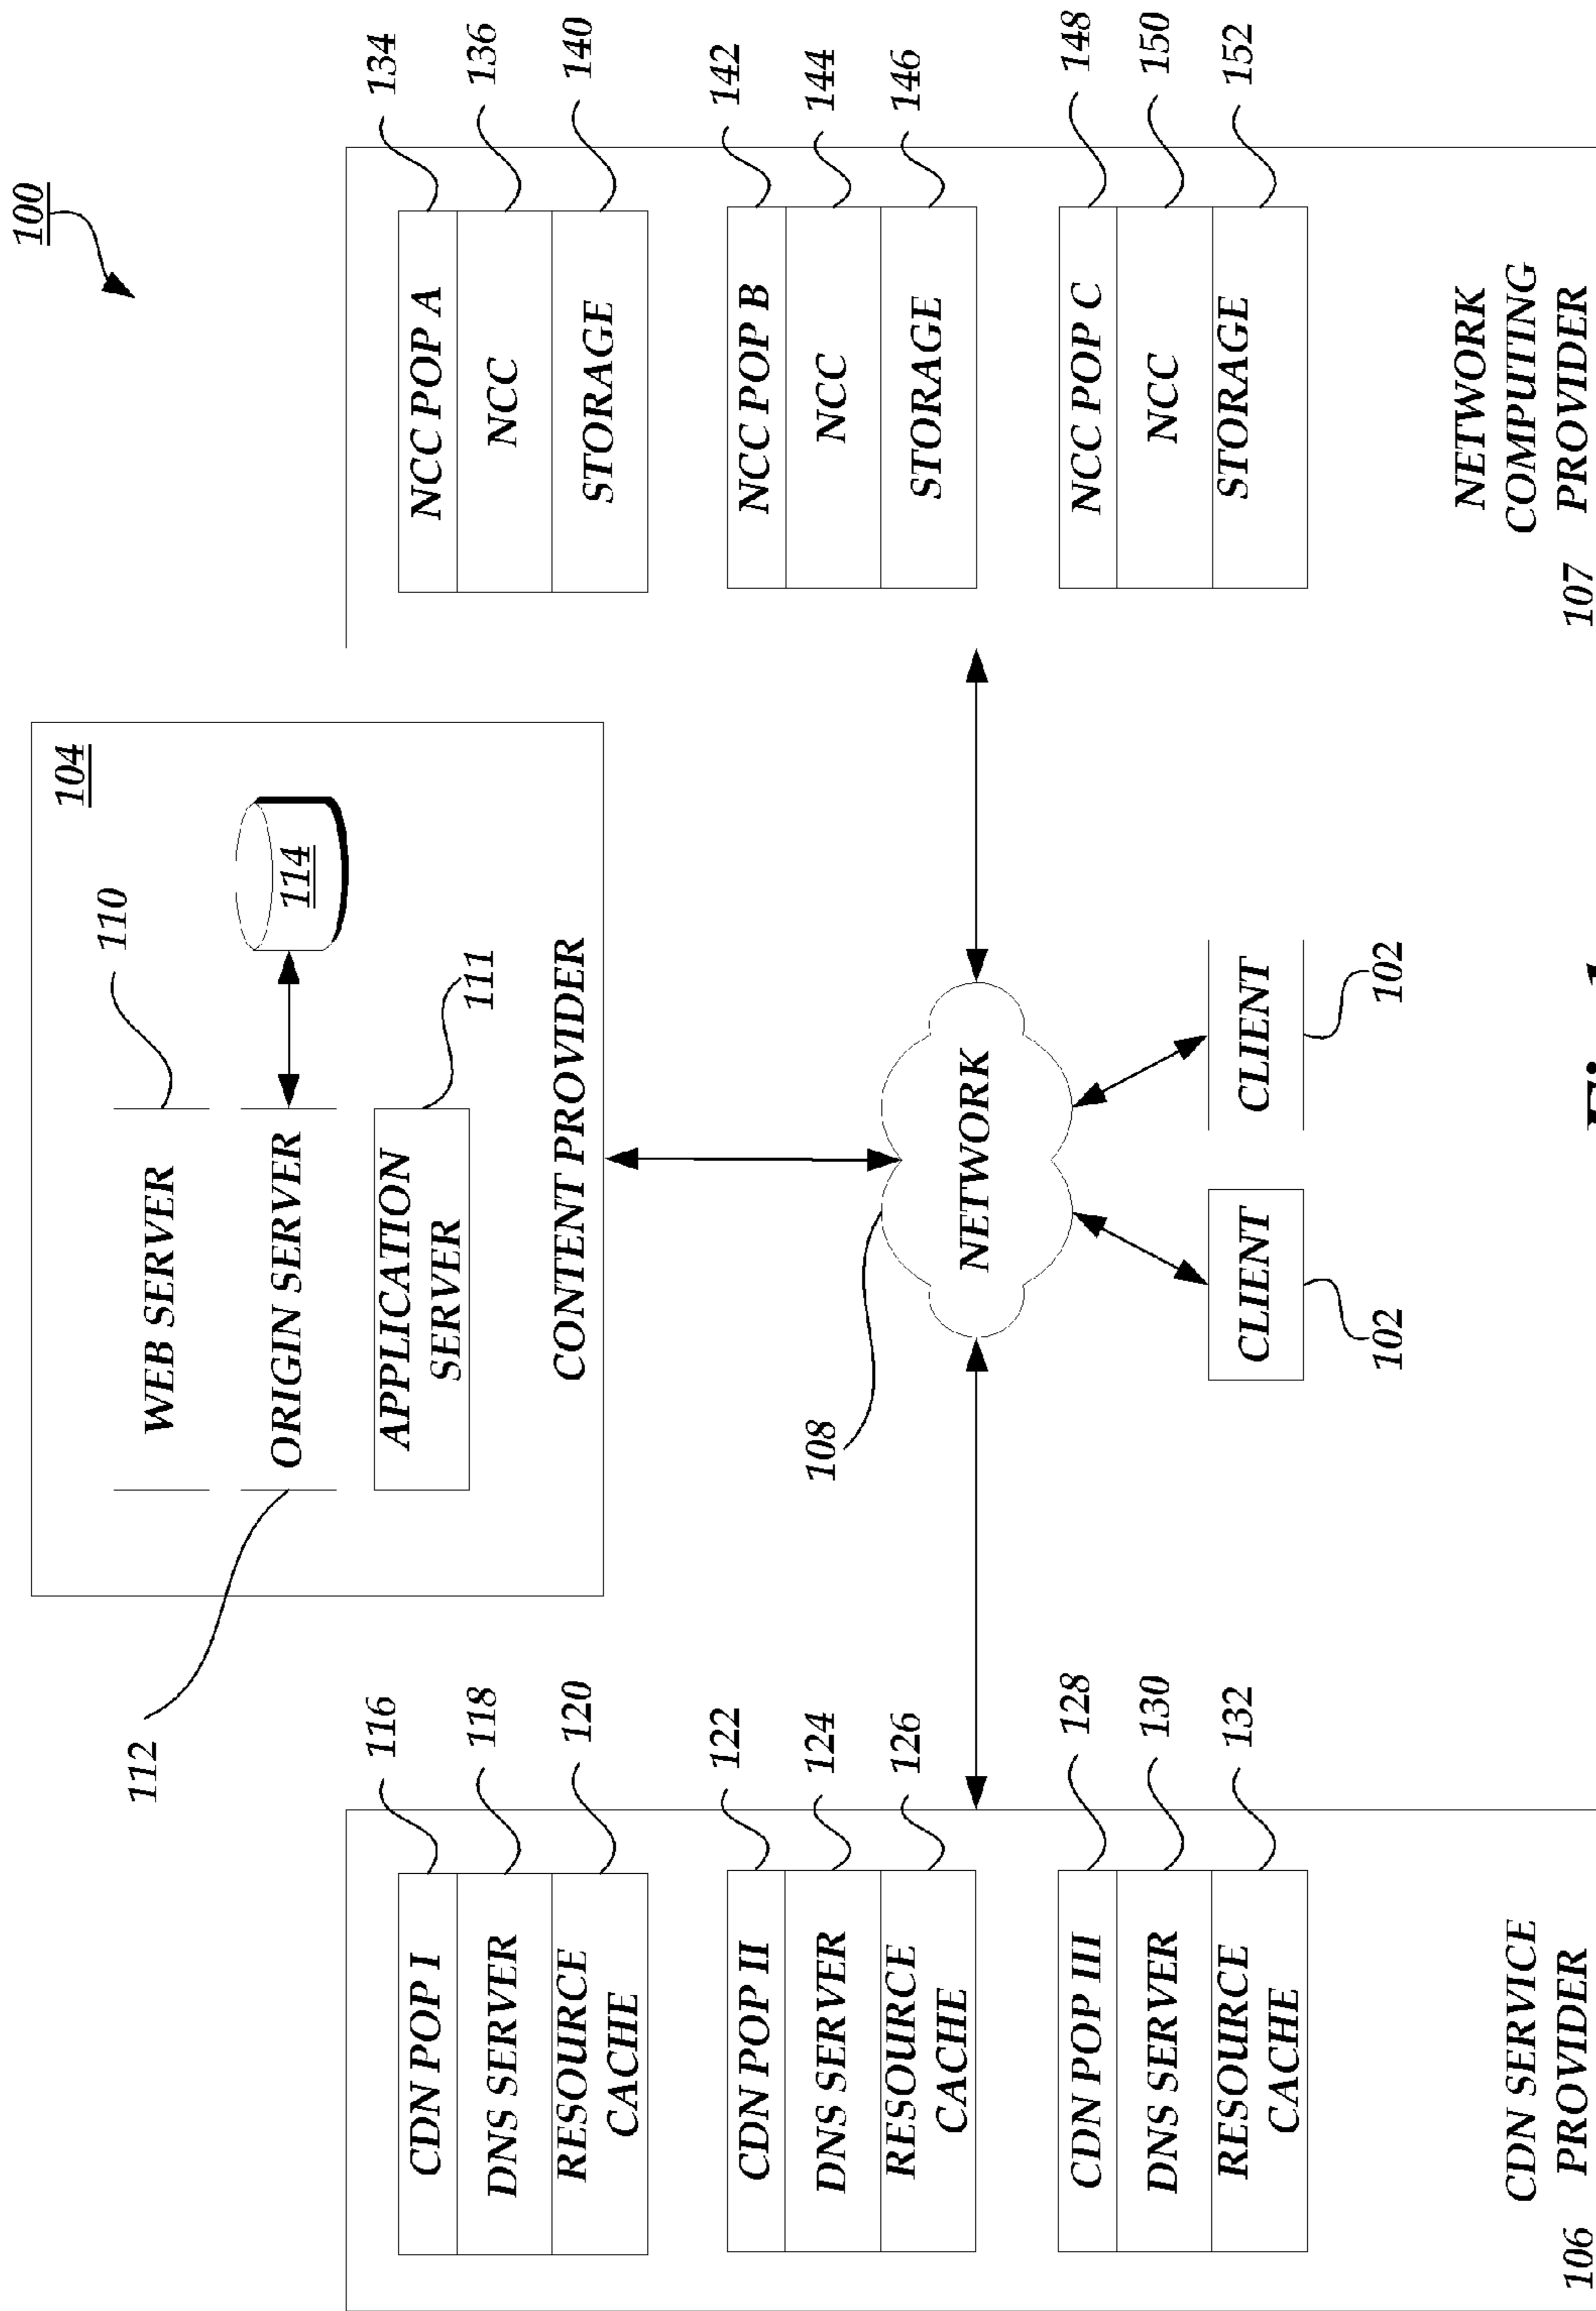 100
104
WEB SERVER
110
ORIGIN SERVER
114
112
APPLICATION
SERVER
111
CONTENT PROVIDER
CDN POP I
116
DNS SERVER
118
RESOURCE
CACHE
120
CDN POP II
122
DNS SERVER
124
RESOURCE
CACHE
126
CDN POP III
128
DNS SERVER
130
RESOURCE
CACHE
132
CDN SERVICE
PROVIDER
106
108
NETWORK
CLIENT
102
CLIENT
102
NCC POP A
134
NCC
136
STORAGE
140
NCC POP B
142
NCC
144
STORAGE
146
NCC POP C
148
NCC
150
STORAGE
152
NETWORK
COMPUTING
PROVIDER
107